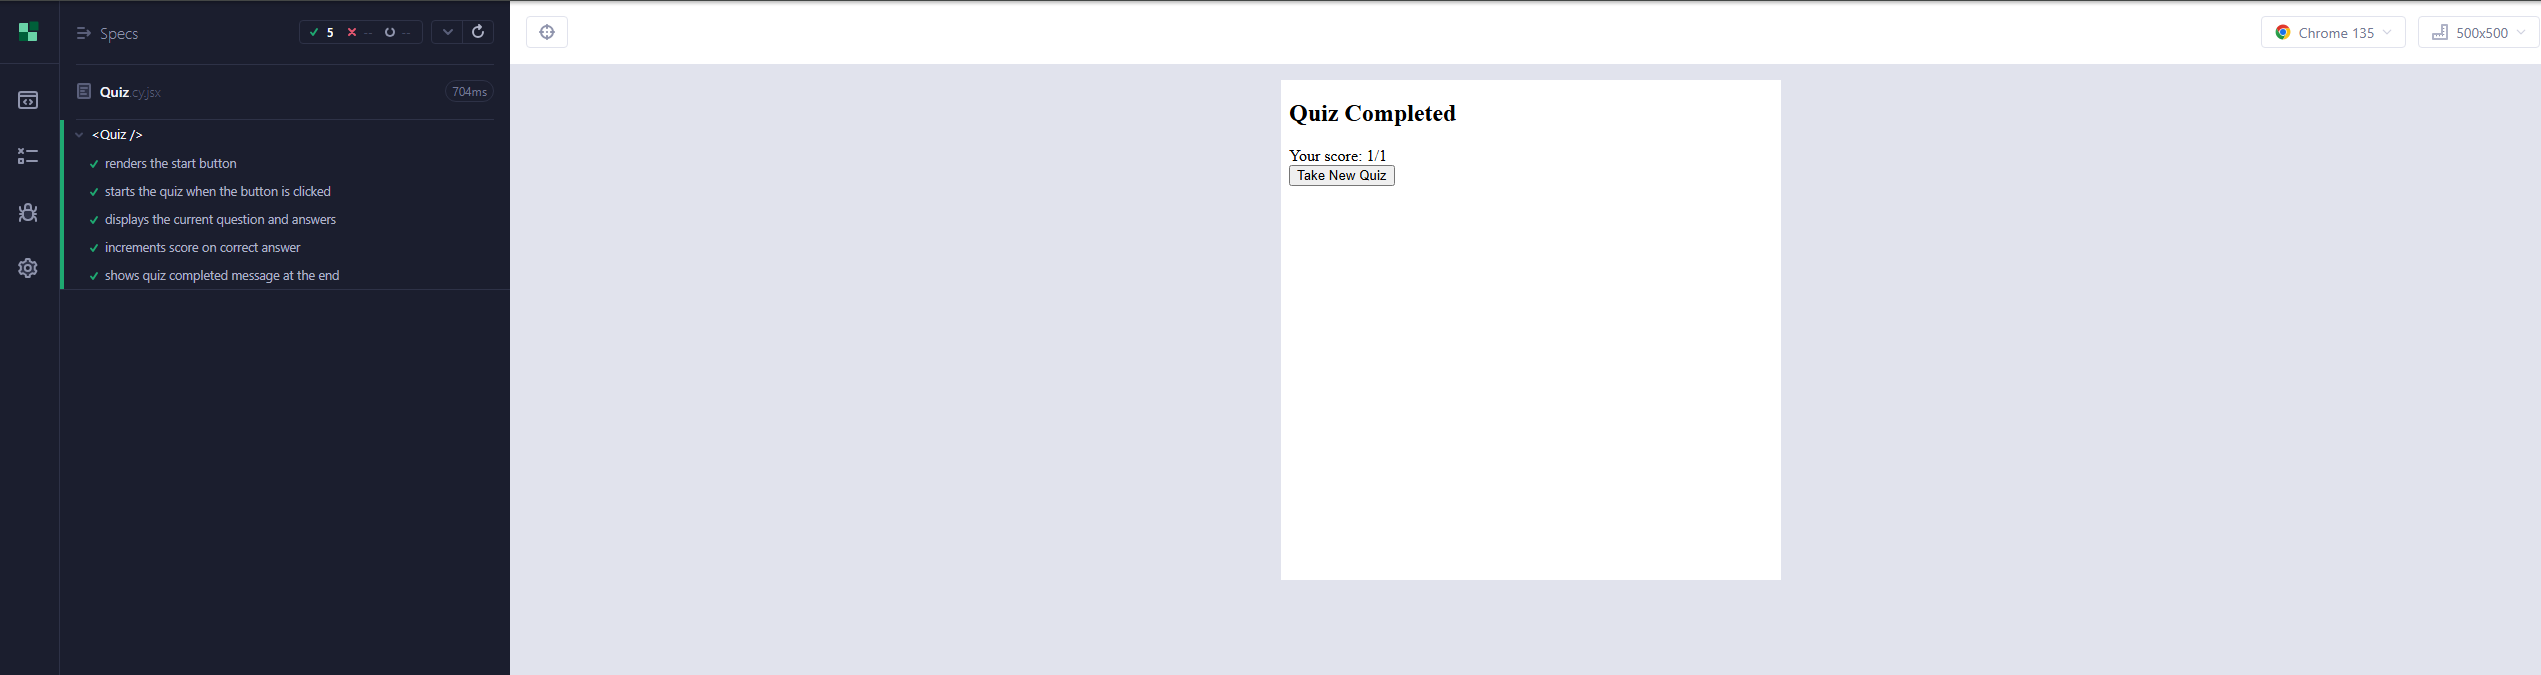 Specs
5 -- --
Quiz.cy.jsx 704ms
<Quiz />
renders the start button
starts the quiz when the button is clicked
displays the current question and answers
increments score on correct answer
shows quiz completed message at the end
Chrome 135 500x500
Quiz Completed
Your score: 1/1
Take New Quiz